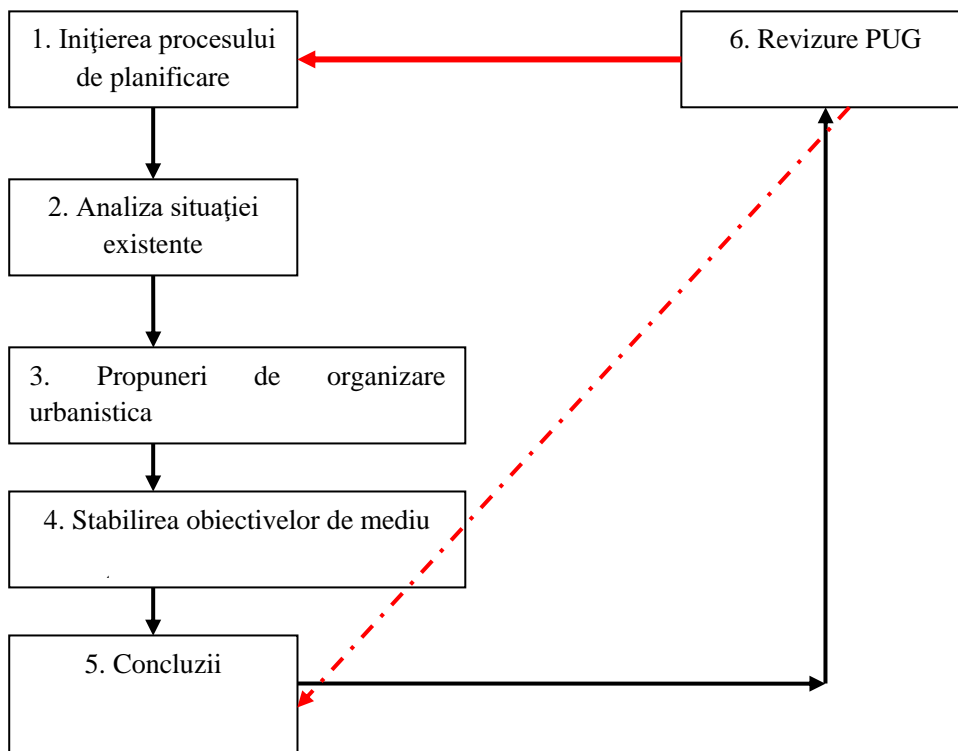 1. Iniţierea procesului
de planificare
6. Revizure PUG
2. Analiza situaţiei
existente
3. Propuneri de organizare
urbanistica
4. Stabilirea obiectivelor de mediu
5. Concluzii